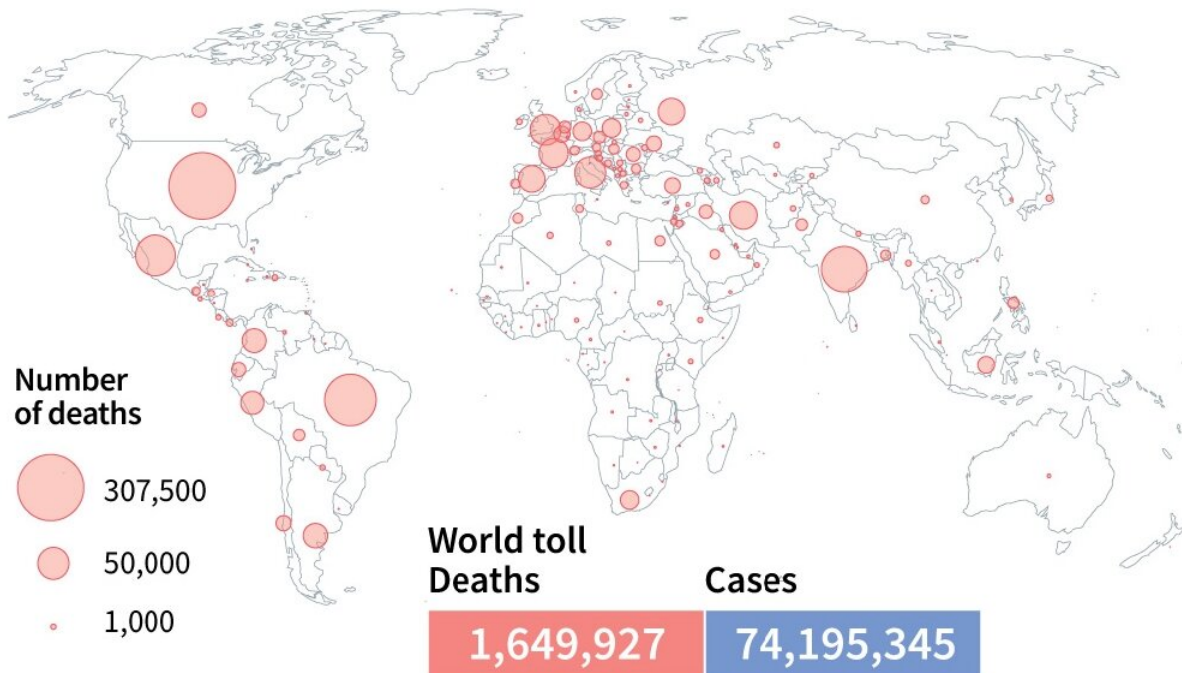 Number
of deaths
307,500
50,000
1,000
World toll
Deaths
Cases
1,649,927
74,195,345